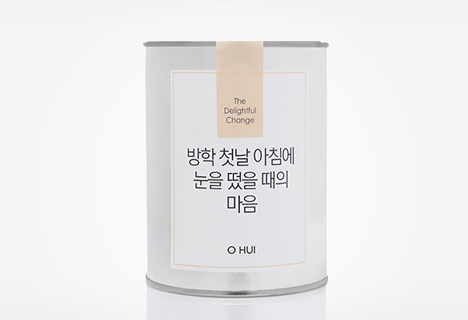 The
Delightful
Change
방학 첫날 아침에
눈을 떴을 때의
마음
O HUI